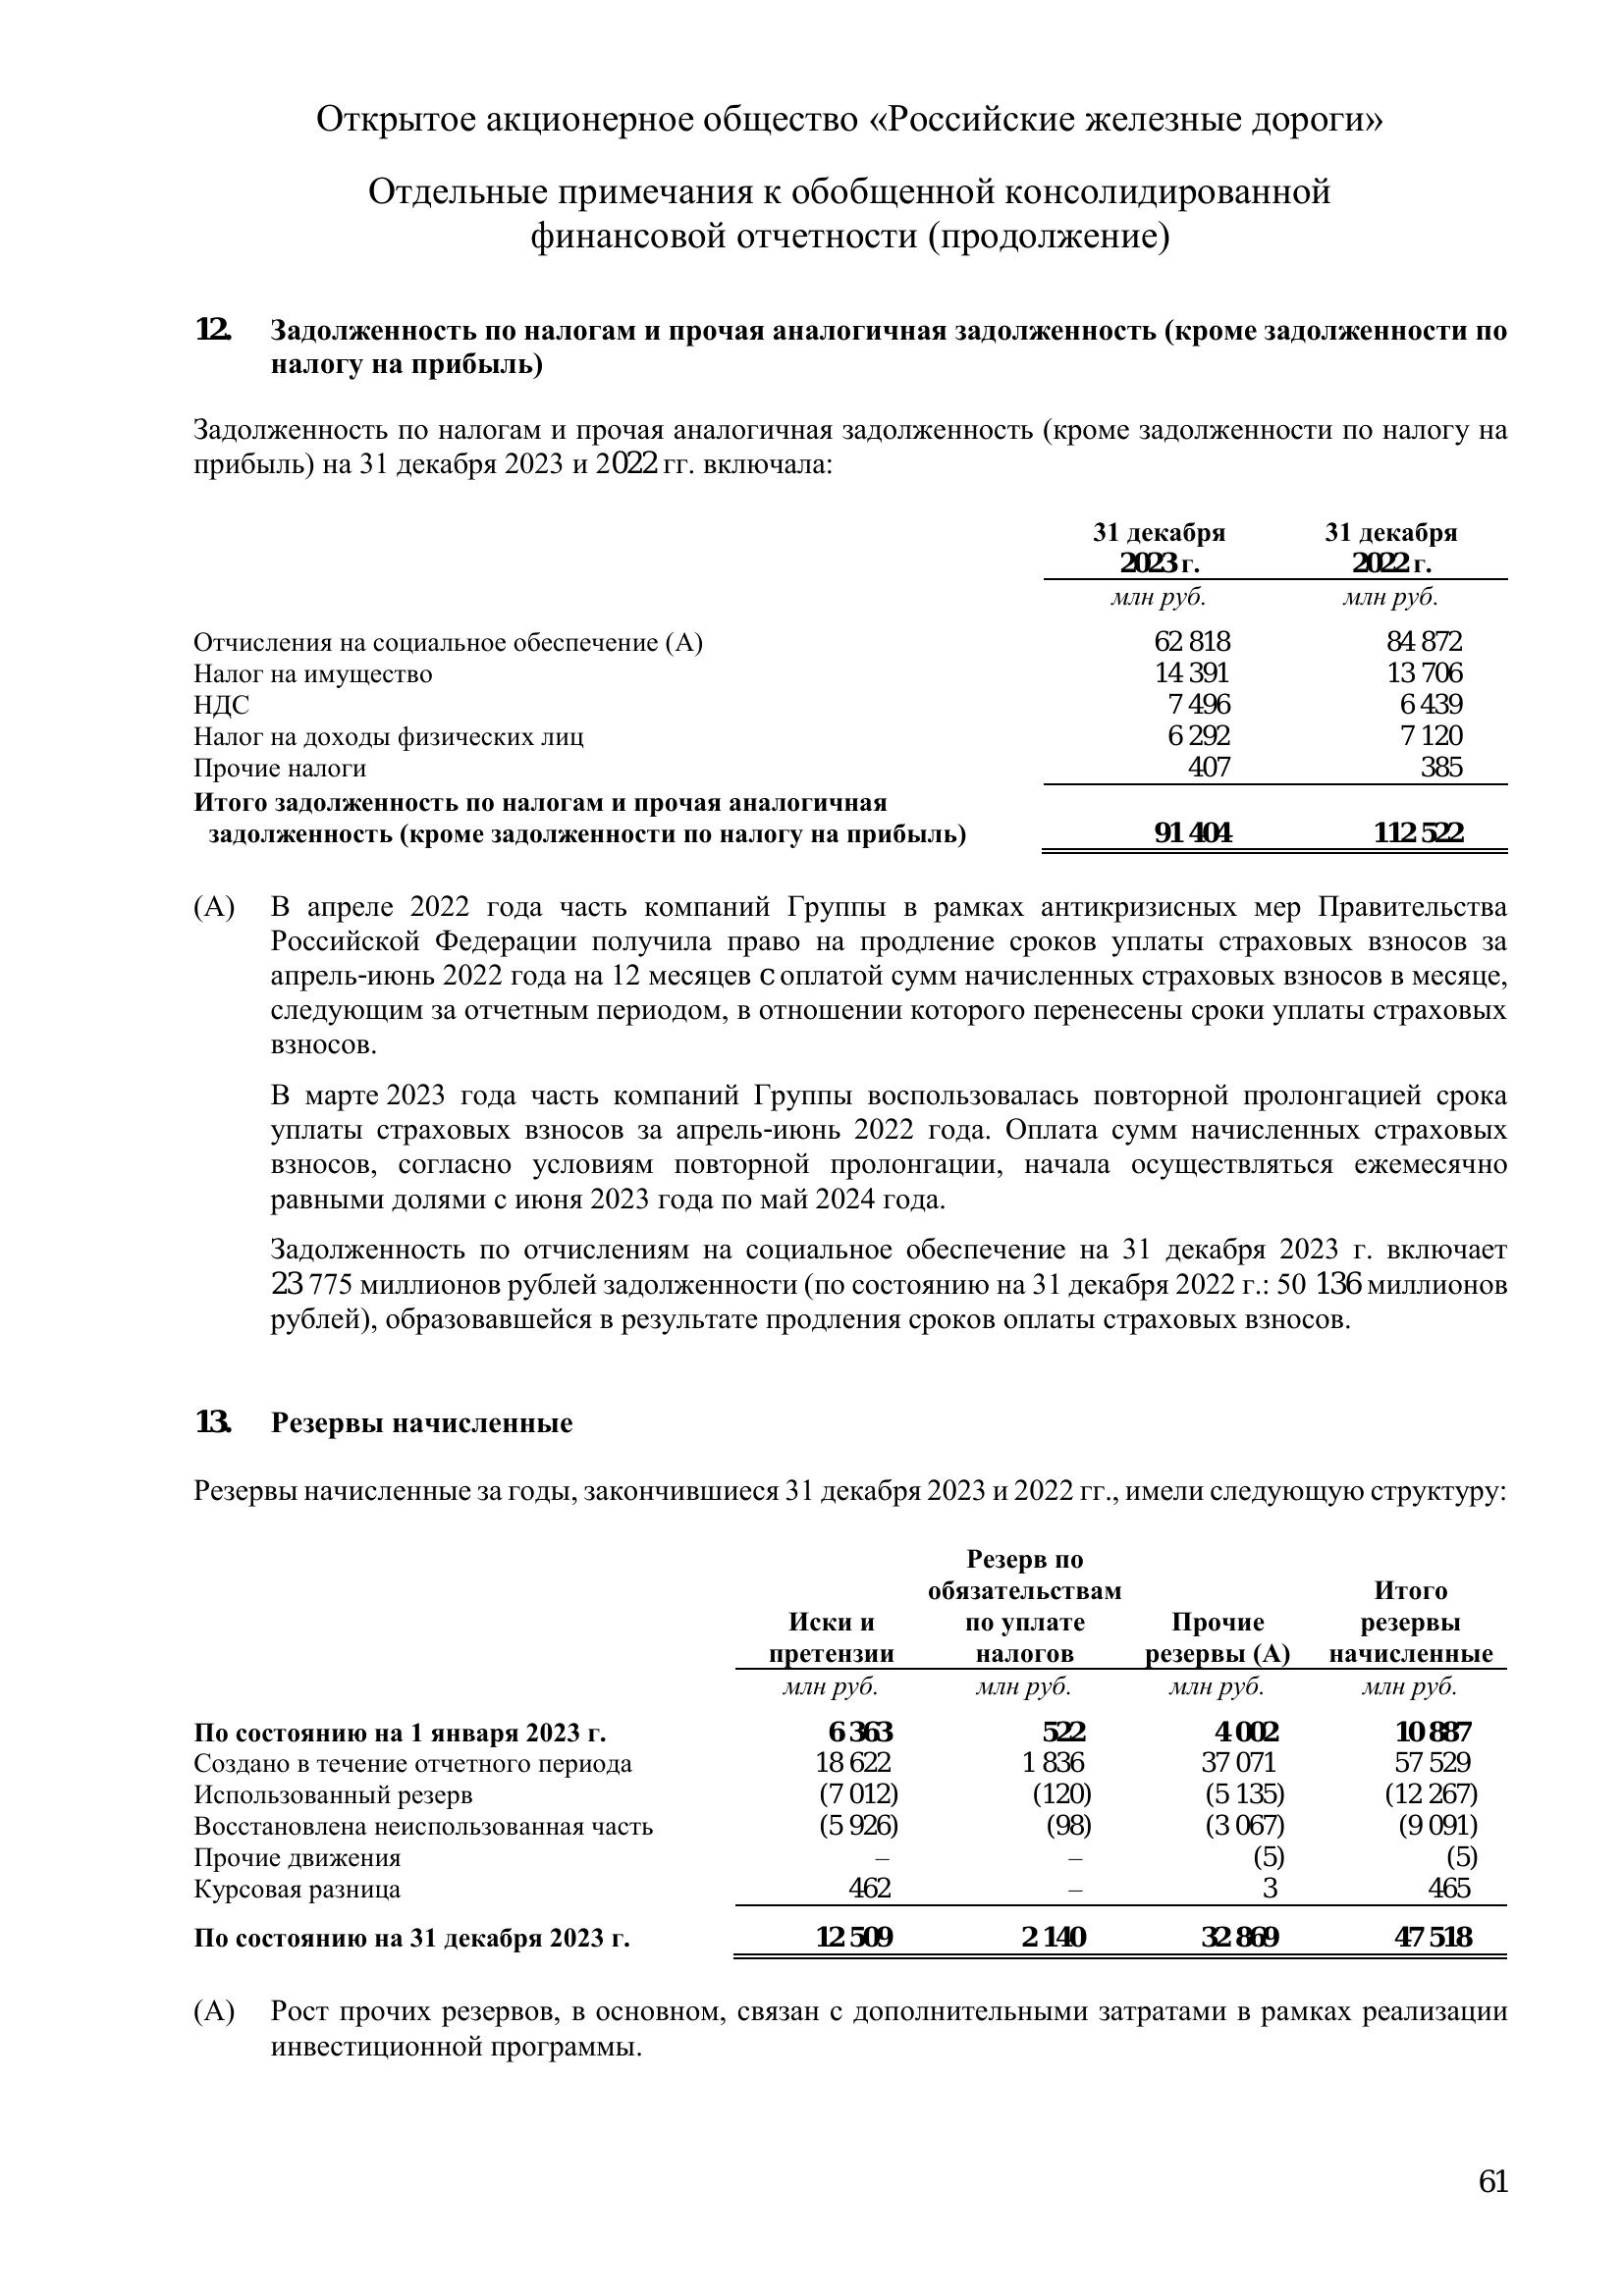 Открытое акционерное общество «Российские железные дороги»
Отдельные примечания к обобщенной консолидированной
финансовой отчетности (продолжение)
12. Задолженность по налогам и прочая аналогичная задолженность (кроме задолженности по
налогу на прибыль)
Задолженность по налогам и прочая аналогичная задолженность (кроме задолженности по налогу на
прибыль) на 31 декабря 2023 и 2022 гг. включала:
31 декабря 31 декабря
2023 г. 2022 г.
млн руб. млн руб.
Отчисления на социальное обеспечение (А) 62 818 84 872
Налог на имущество 14 391 13 706
НДС 7 496 6 439
Налог на доходы физических лиц 6 292 7 120
Прочие налоги 407 385
Итого задолженность по налогам и прочая аналогичная
задолженность (кроме задолженности по налогу на прибыль) 91 404 112 522
(А) В апреле 2022 года часть компаний Группы в рамках антикризисных мер Правительства
Российской Федерации получила право на продление сроков уплаты страховых взносов за
апрель-июнь 2022 года на 12 месяцев с оплатой сумм начисленных страховых взносов в месяце,
следующим за отчетным периодом, в отношении которого перенесены сроки уплаты страховых
взносов.
В марте 2023 года часть компаний Группы воспользовалась повторной пролонгацией срока
уплаты страховых взносов за апрель-июнь 2022 года. Оплата сумм начисленных страховых
взносов, согласно условиям повторной пролонгации, начала осуществляться ежемесячно
равными долями с июня 2023 года по май 2024 года.
Задолженность по отчислениям на социальное обеспечение на 31 декабря 2023 г. включает
23 775 миллионов рублей задолженности (по состоянию на 31 декабря 2022 г.: 50 136 миллионов
рублей), образовавшейся в результате продления сроков оплаты страховых взносов.
13. Резервы начисленные
Резервы начисленные за годы, закончившиеся 31 декабря 2023 и 2022 гг., имели следующую структуру:
Резерв по
обязательствам Итого
Иски и по уплате Прочие резервы
претензии налогов резервы (А) начисленные
млн руб. млн руб. млн руб. млн руб.
По состоянию на 1 января 2023 г. 6 363 522 4 002 10 887
Создано в течение отчетного периода 18 622 1 836 37 071 57 529
Использованный резерв (7 012) (120) (5 135) (12 267)
Восстановлена неиспользованная часть (5 926) (98) (3 067) (9 091)
Прочие движения – – (5) (5)
Курсовая разница 462 – 3 465
По состоянию на 31 декабря 2023 г. 12 509 2 140 32 869 47 518
(А) Рост прочих резервов, в основном, связан с дополнительными затратами в рамках реализации
инвестиционной программы.
61